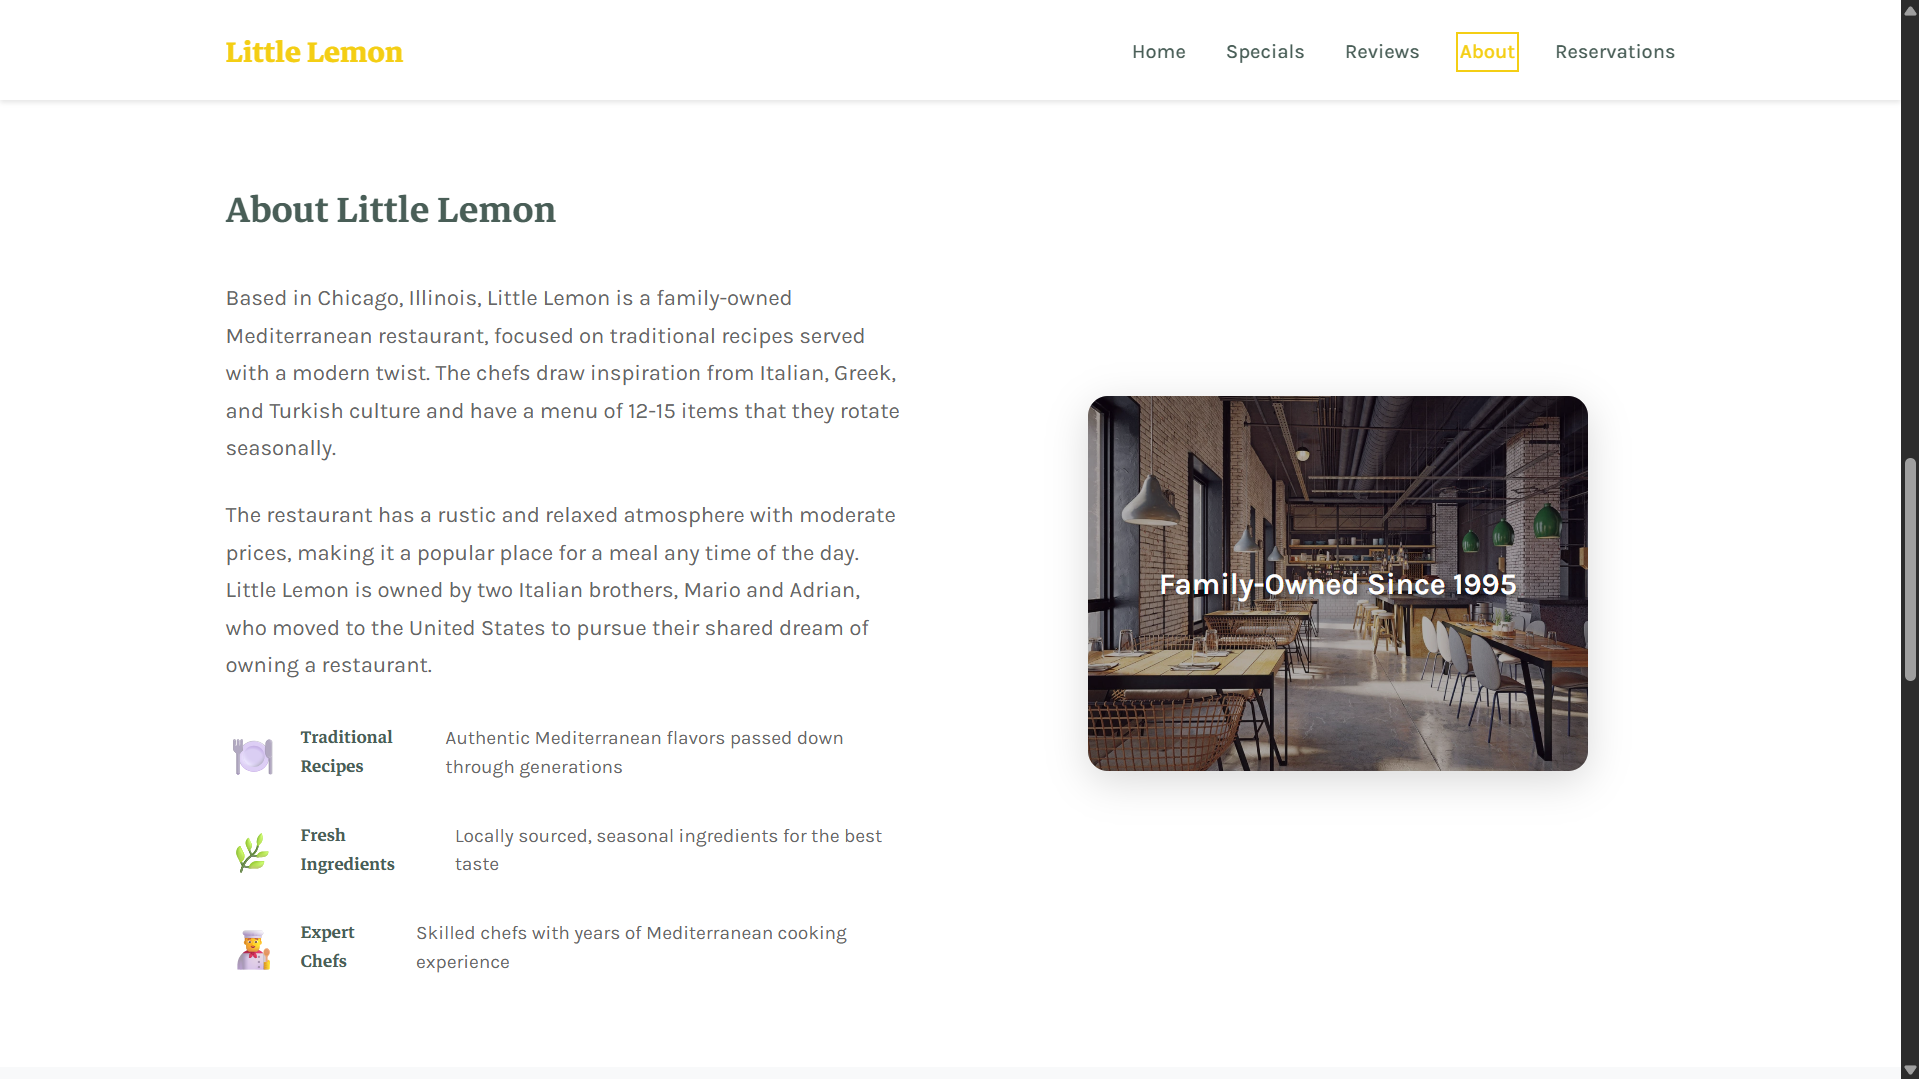 Little Lemon
Home
Specials
Reviews
About
Reservations
About Little Lemon
Based in Chicago, Illinois, Little Lemon is a family-owned
Mediterranean restaurant, focused on traditional recipes served
with a modern twist. The chefs draw inspiration from Italian, Greek,
and Turkish culture and have a menu of 12-15 items that they rotate
seasonally.
The restaurant has a rustic and relaxed atmosphere with moderate
prices, making it a popular place for a meal any time of the day.
Little Lemon is owned by two Italian brothers, Mario and Adrian,
who moved to the United States to pursue their shared dream of
owning a restaurant.
Traditional
Recipes
Authentic Mediterranean flavors passed down
through generations
Fresh
Ingredients
Locally sourced, seasonal ingredients for the best
taste
Expert
Chefs
Skilled chefs with years of Mediterranean cooking
experience
Family-Owned Since 1995